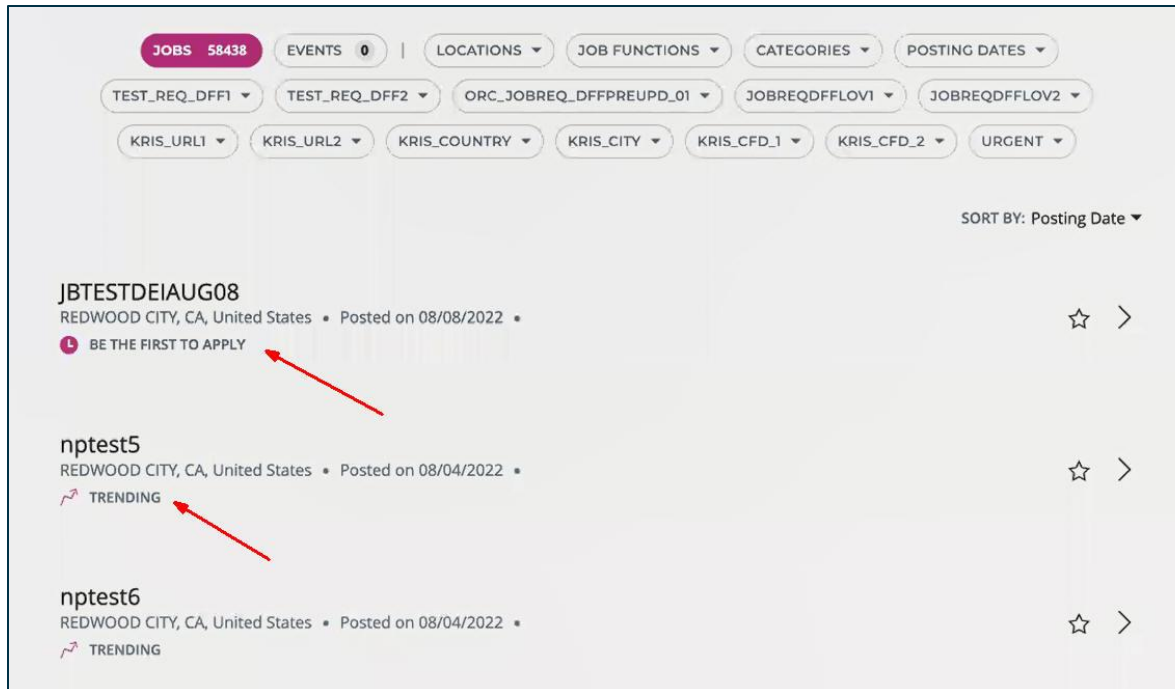 JOBS 58438 EVENTS 0 | LOCATIONS JOB FUNCTIONS CATEGORIES POSTING DATES
TEST_REQ_DFF1 TEST_REQ_DFF2 ORC_JOBREQ_DFFPREUPD_01 JOBREQDFFLOV1 JOBREQDFFLOV2
KRIS_URL1 KRIS_URL2 KRIS_COUNTRY KRIS_CITY KRIS_CFD_1 KRIS_CFD_2 URGENT
SORT BY: Posting Date
JBTESTDEIAUG08
REDWOOD CITY, CA, United States • Posted on 08/08/2022 •
BE THE FIRST TO APPLY
nptest5
REDWOOD CITY, CA, United States • Posted on 08/04/2022 •
TRENDING
nptest6
REDWOOD CITY, CA, United States • Posted on 08/04/2022 •
TRENDING